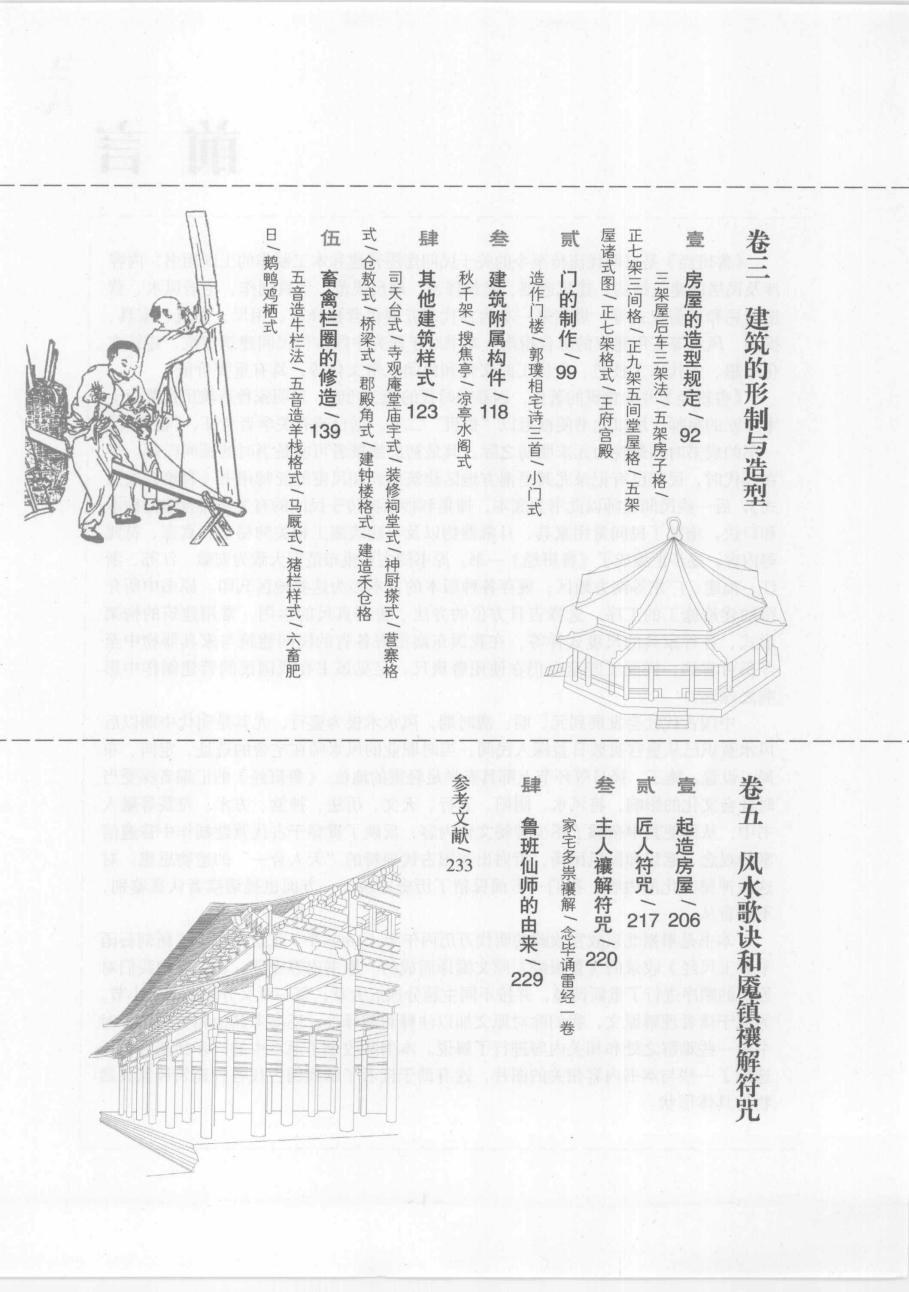 卷三 建筑的形制与造型
壹 房屋的造型规定/92
三架屋后车三架法/五架房子格/
正七架三间格/正九架五间堂屋格/五架
屋诸式图/正七架格式/王府宫殿
贰 门的制作/99
造作门楼/郭璞相宅诗三首/小门式
叁 建筑附属构件/118
秋千架/搜焦亭/凉亭水阁式
肆 其他建筑样式/123
司天台式/寺观庵堂庙宇式/装修祠堂式/神厨搽式/营寨格
式/仓敖式/桥梁式/郡殿角式/建钟楼格式/建造禾仓格
伍 畜禽栏圈的修造/139
五音造牛栏法/五音造羊栈格式/马厩式/猪栏样式/六畜肥
日/鹅鸭鸡栖式
卷五 风水歌诀和魇镇禳解符咒
壹 起造房屋/206
贰 匠人符咒/217
叁 主人禳解符咒/220
家宅多祟禳解/念毕诵雷经一卷
肆 鲁班仙师的由来/229
参考文献/233